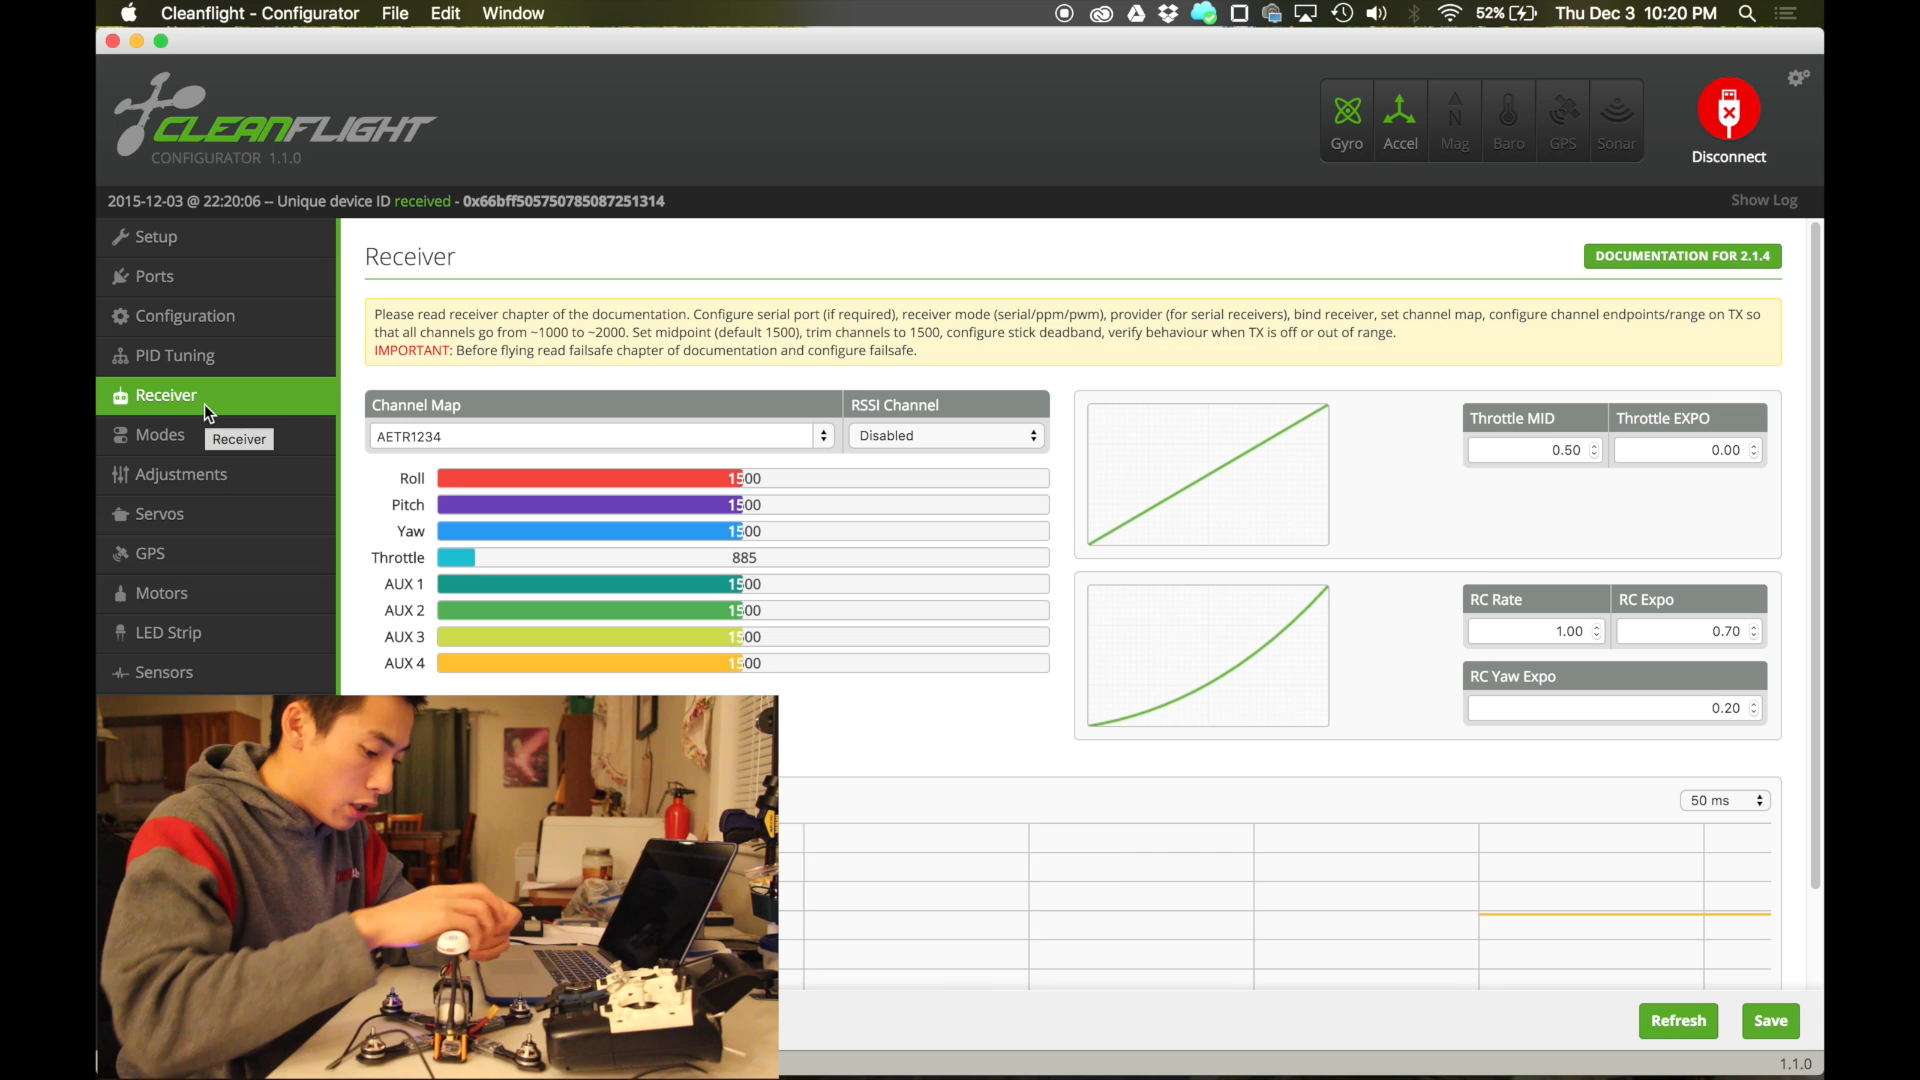 Cleanflight - Configurator File Edit Window 52% Thu Dec 3 10:20 PM
CLEANFLIGHT
CONFIGURATOR 1.1.0
Gyro Accel Mag Baro GPS Sonar
Disconnect
2015-12-03 @ 22:20:06 -- Unique device ID received - 0x66bff505750785087251314
Show Log
Setup
Ports
Configuration
PID Tuning
Receiver
Modes
Receiver
Adjustments
Servos
GPS
Motors
LED Strip
Sensors
Receiver
DOCUMENTATION FOR 2.1.4
Please read receiver chapter of the documentation. Configure serial port (if required), receiver mode (serial/ppm/pwm), provider (for serial receivers), bind receiver, set channel map, configure channel endpoints/range on TX so
that all channels go from ~1000 to ~2000. Set midpoint (default 1500), trim channels to 1500, configure stick deadband, verify behaviour when TX is off or out of range.
IMPORTANT: Before flying read failsafe chapter of documentation and configure failsafe.
Channel Map RSSI Channel
AETR1234 Disabled
Roll 1500
Pitch 1500
Yaw 1500
Throttle 885
AUX 1 1500
AUX 2 1500
AUX 3 1500
AUX 4 1500
Throttle MID Throttle EXPO
0.50 0.00
RC Rate RC Expo
1.00 0.70
RC Yaw Expo
0.20
50 ms
Refresh Save
1.1.0